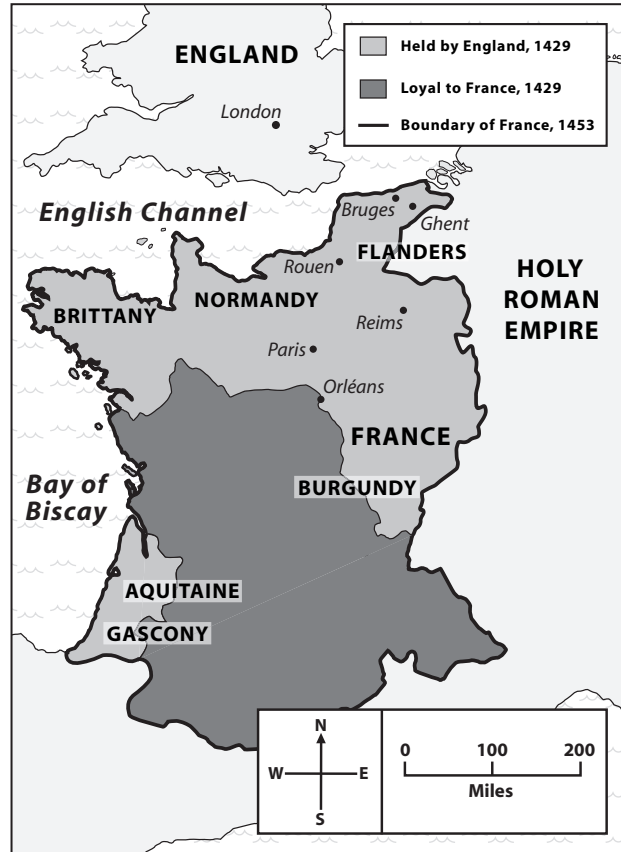 ENGLAND
London
Held by England, 1429
Loyal to France, 1429
Boundary of France, 1453
English Channel
Bruges
Ghent
FLANDERS
Rouen
HOLY
ROMAN
EMPIRE
NORMANDY
BRITTANY
Reims
Paris
Orléans
FRANCE
BURGUNDY
Bay of
Biscay
AQUITAINE
GASCONY
N
W
E
S
0
100
200
Miles